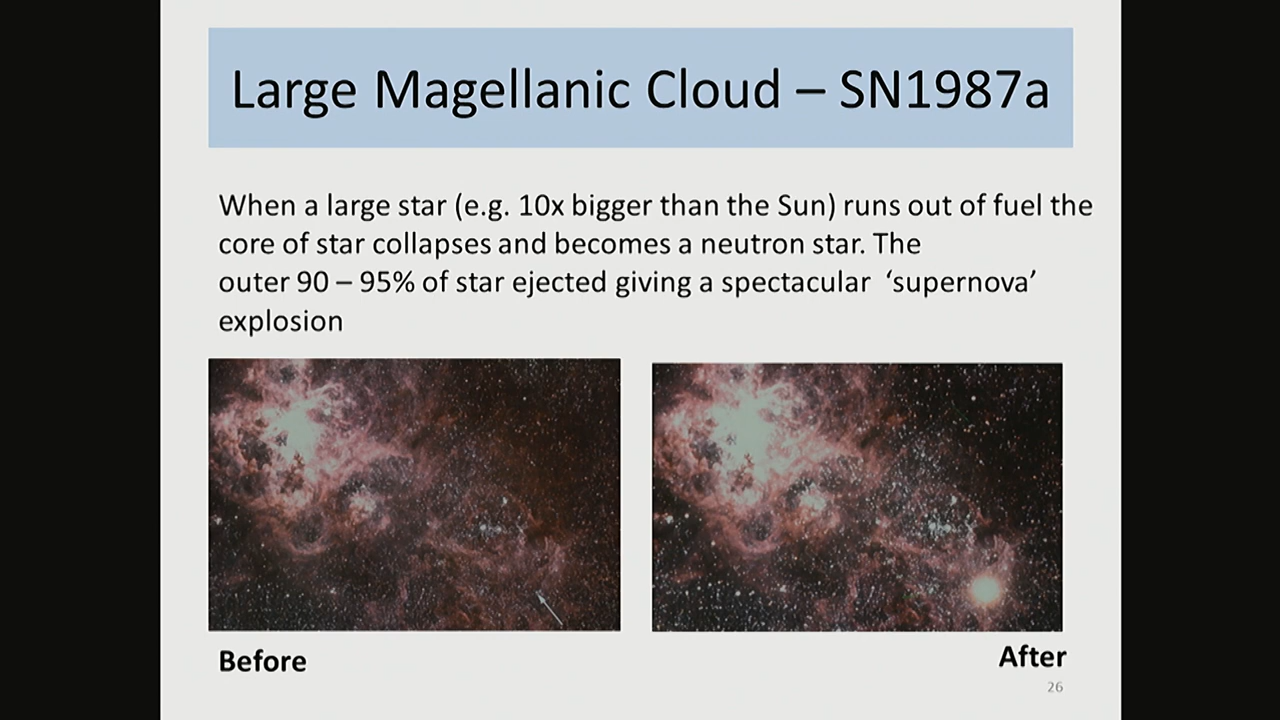 Large Magellanic Cloud – SN1987a
When a large star (e.g. 10x bigger than the Sun) runs out of fuel the
core of star collapses and becomes a neutron star. The
outer 90 – 95% of star ejected giving a spectacular ‘supernova’
explosion
Before
After
26